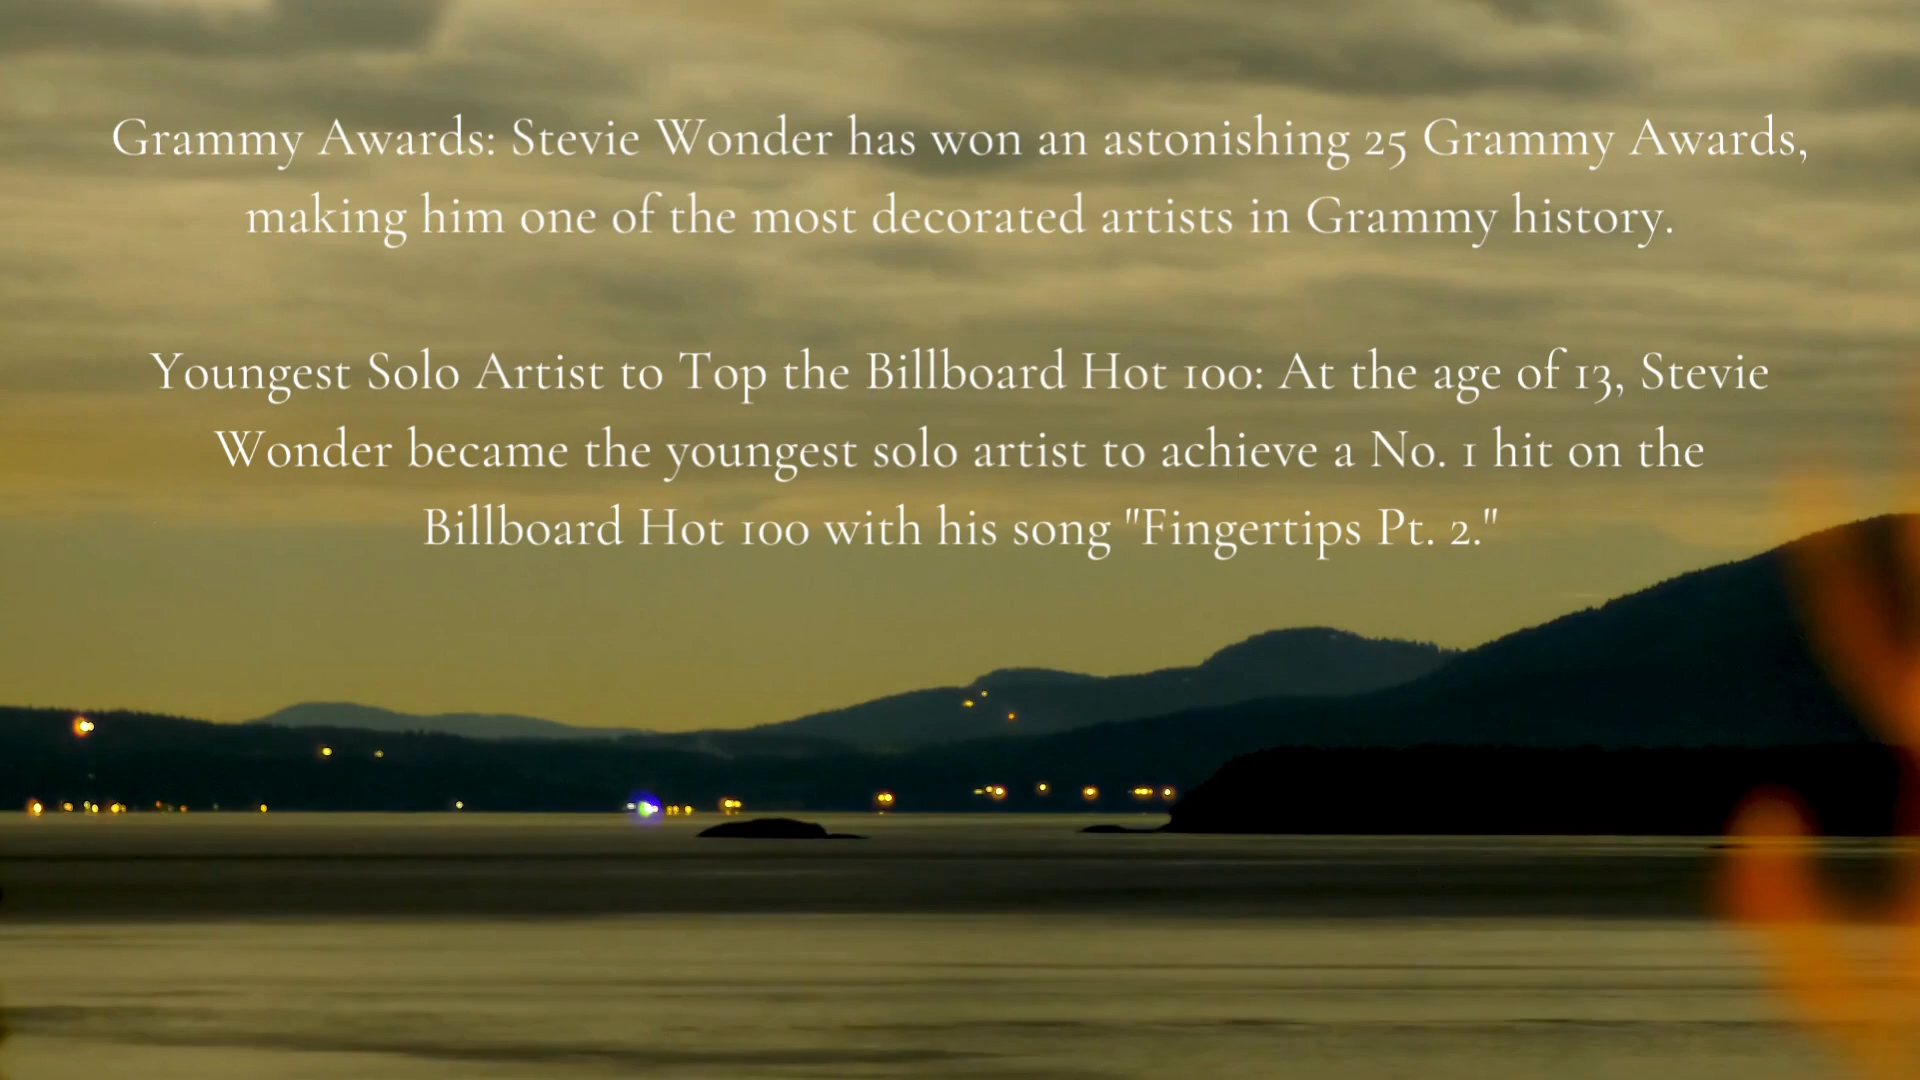 Grammy Awards: Stevie Wonder has won an astonishing 25 Grammy Awards,
making him one of the most decorated artists in Grammy history.
Youngest Solo Artist to Top the Billboard Hot 100: At the age of 13, Stevie
Wonder became the youngest solo artist to achieve a No. 1 hit on the
Billboard Hot 100 with his song "Fingertips Pt. 2."